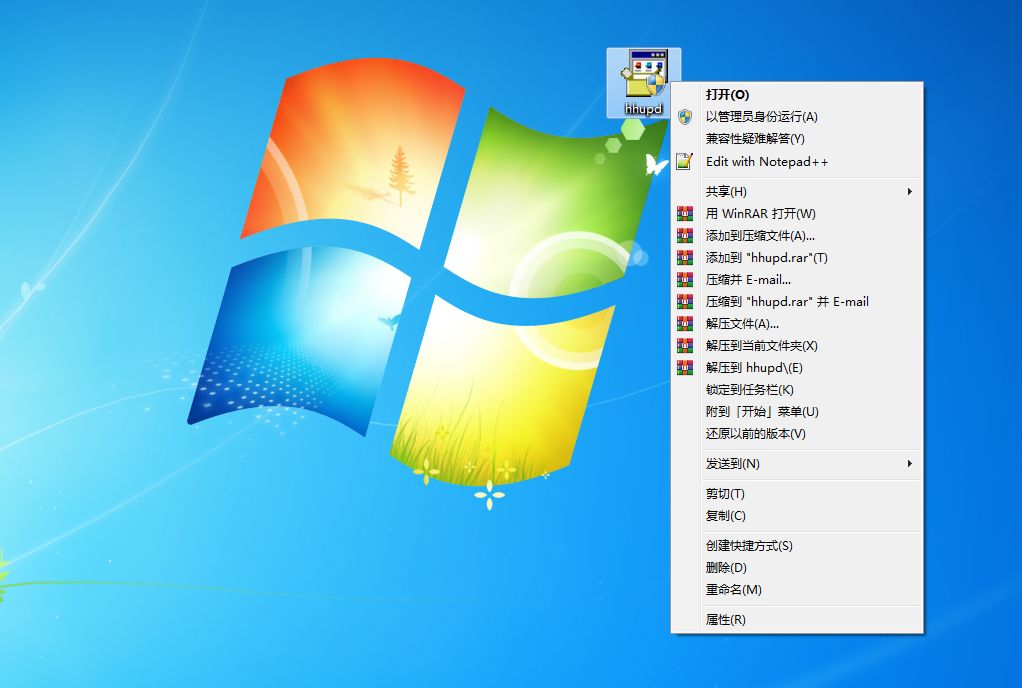 hhupd
打开(O)
以管理员身份运行(A)
兼容性疑难解答(Y)
Edit with Notepad++
共享(H)
用 WinRAR 打开(W)
添加到压缩文件(A)...
添加到 "hhupd.rar"(T)
压缩并 E-mail...
压缩到 "hhupd.rar" 并 E-mail
解压文件(A)...
解压到当前文件夹(X)
解压到 hhupd\(E)
锁定到任务栏(K)
附到「开始」菜单(U)
还原以前的版本(V)
发送到(N)
剪切(T)
复制(C)
创建快捷方式(S)
删除(D)
重命名(M)
属性(R)